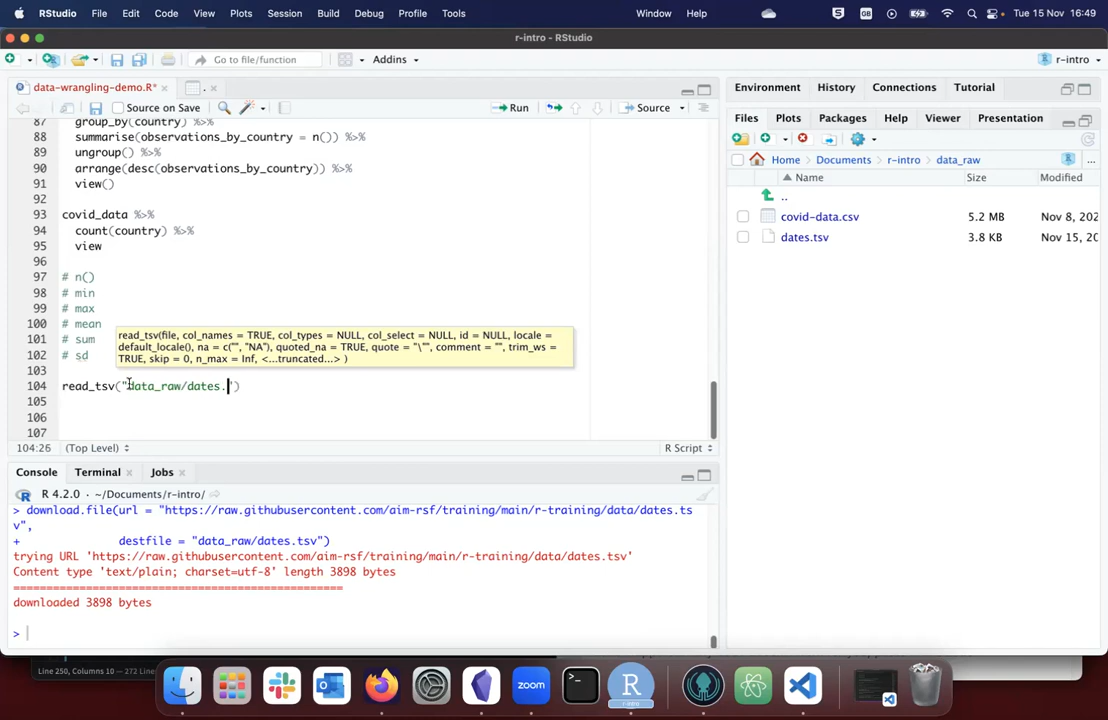 RStudio File Edit Code View Plots Session Build Debug Profile Tools Window Help Tue 15 Nov 16:49
r-intro - RStudio
Go to file/function Addins r-intro
data-wrangling-demo.R* .
Source on Save Run Source
87 group_by(country) %>%
88 summarise(observations_by_country = n()) %>%
89 ungroup() %>%
90 arrange(desc(observations_by_country)) %>%
91 view()
92
93 covid_data %>%
94 count(country) %>%
95 view
96
97 # n()
98 # min
99 # max
100 # mean
101 # sum
102 # sd
read_tsv(file, col_names = TRUE, col_types = NULL, col_select = NULL, id = NULL, locale =
default_locale(), na = c("", "NA"), quoted_na = TRUE, quote = "\"", comment = "", trim_ws =
TRUE, skip = 0, n_max = Inf, <...truncated...> )
103
104 read_tsv("data_raw/dates.")
105
106
107
104:26 (Top Level) R Script
Console Terminal Jobs
R 4.2.0 · ~/Documents/r-intro/
> download.file(url = "https://raw.githubusercontent.com/aim-rsf/training/main/r-training/data/dates.ts
v",
+ destfile = "data_raw/dates.tsv")
trying URL 'https://raw.githubusercontent.com/aim-rsf/training/main/r-training/data/dates.tsv'
Content type 'text/plain; charset=utf-8' length 3898 bytes
==================================================
downloaded 3898 bytes
>
Environment History Connections Tutorial
Files Plots Packages Help Viewer Presentation
Home Documents r-intro data_raw ...
Name Size Modified
..
covid-data.csv 5.2 MB Nov 8, 202
dates.tsv 3.8 KB Nov 15, 20
Line 250, Columns 10 — 272 Lines
zoom
R
r-intro